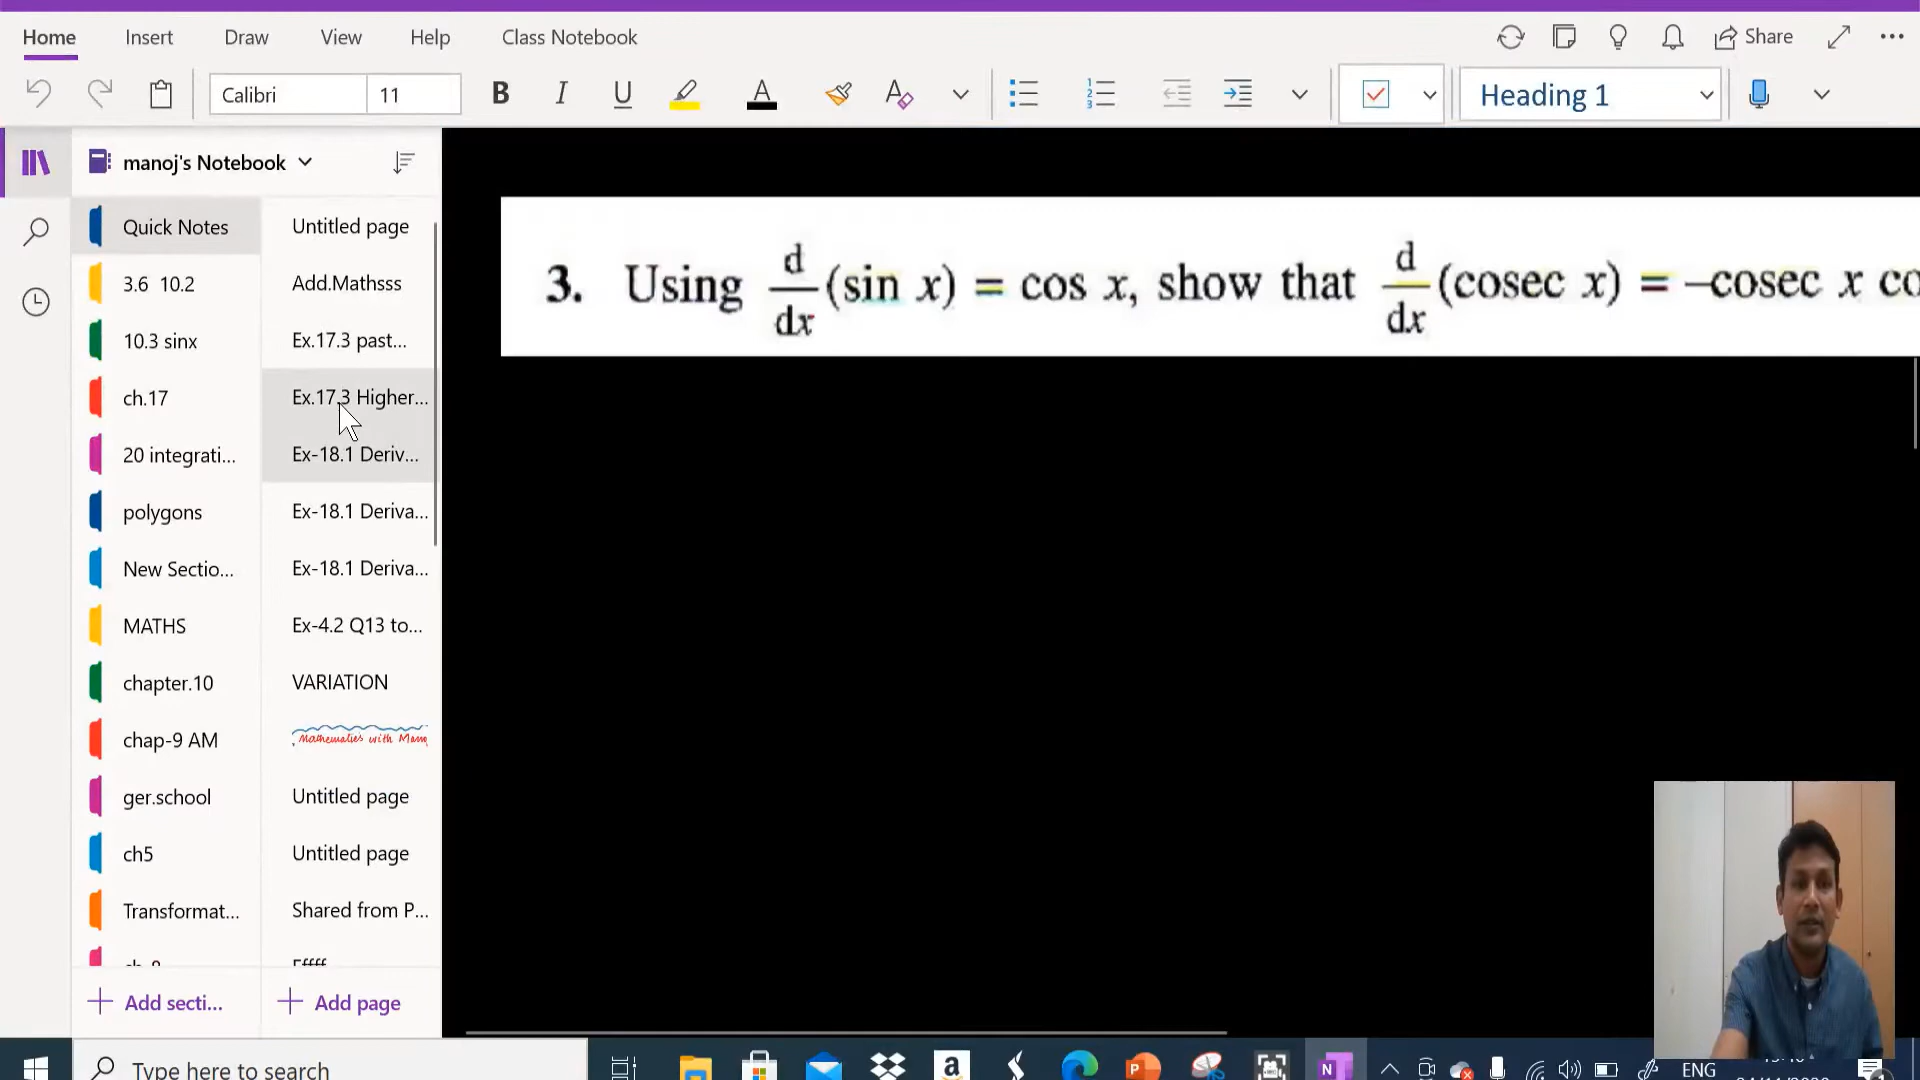 Home Insert Draw View Help Class Notebook Share
Calibri 11 B I U A A Heading 1
manoj's Notebook
Quick Notes
3.6 10.2
10.3 sinx
ch.17
20 integrati...
polygons
New Sectio...
MATHS
chapter.10
chap-9 AM
ger.school
ch5
Transformat...
Add secti...
Untitled page
Add.Mathsss
Ex.17.3 past...
Ex.17.3 Higher...
Ex-18.1 Deriv...
Ex-18.1 Deriva...
Ex-18.1 Deriva...
Ex-4.2 Q13 to...
VARIATION
Mathematics with Mano
Untitled page
Untitled page
Shared from P...
Effff
Add page
3. Using d/dx (sin x) = cos x, show that d/dx (cosec x) = –cosec x co
Type here to search
ENG